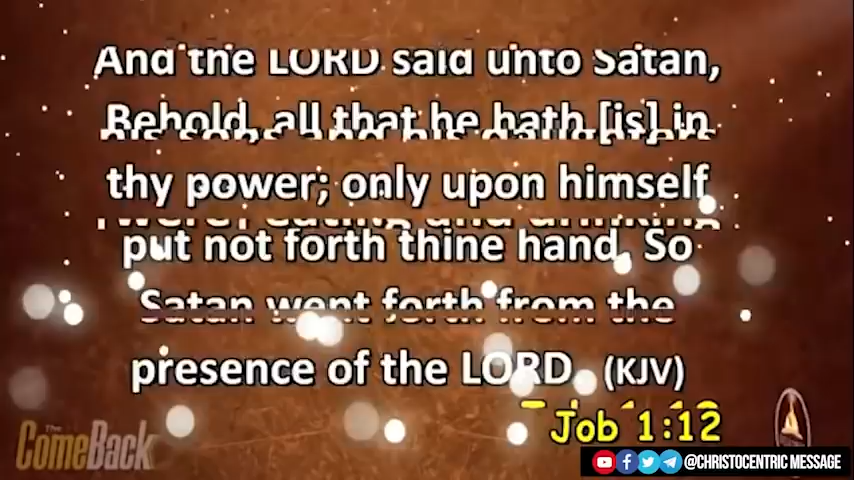 And the LORD said unto Satan,
Behold, all that he hath [is] in
thy power; only upon himself
put not forth thine hand. So
Satan went forth from the
presence of the LORD. (KJV)
Job 1:12
The
ComeBack
@CHRISTOCENTRIC MESSAGE